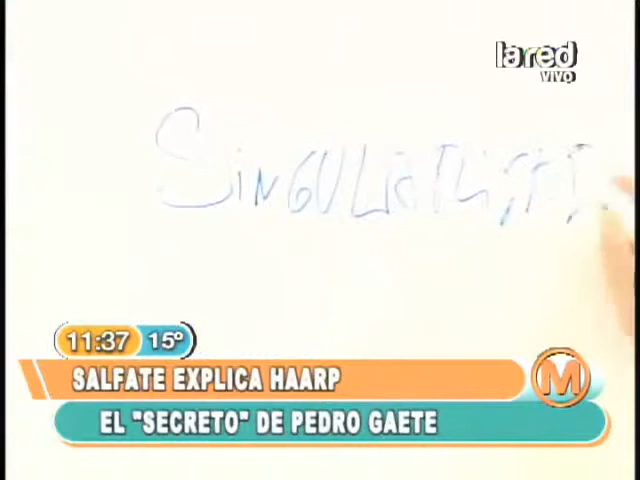 lared
vivo
11:37 15°
SALFATE EXPLICA HAARP
M
EL "SECRETO" DE PEDRO GAETE